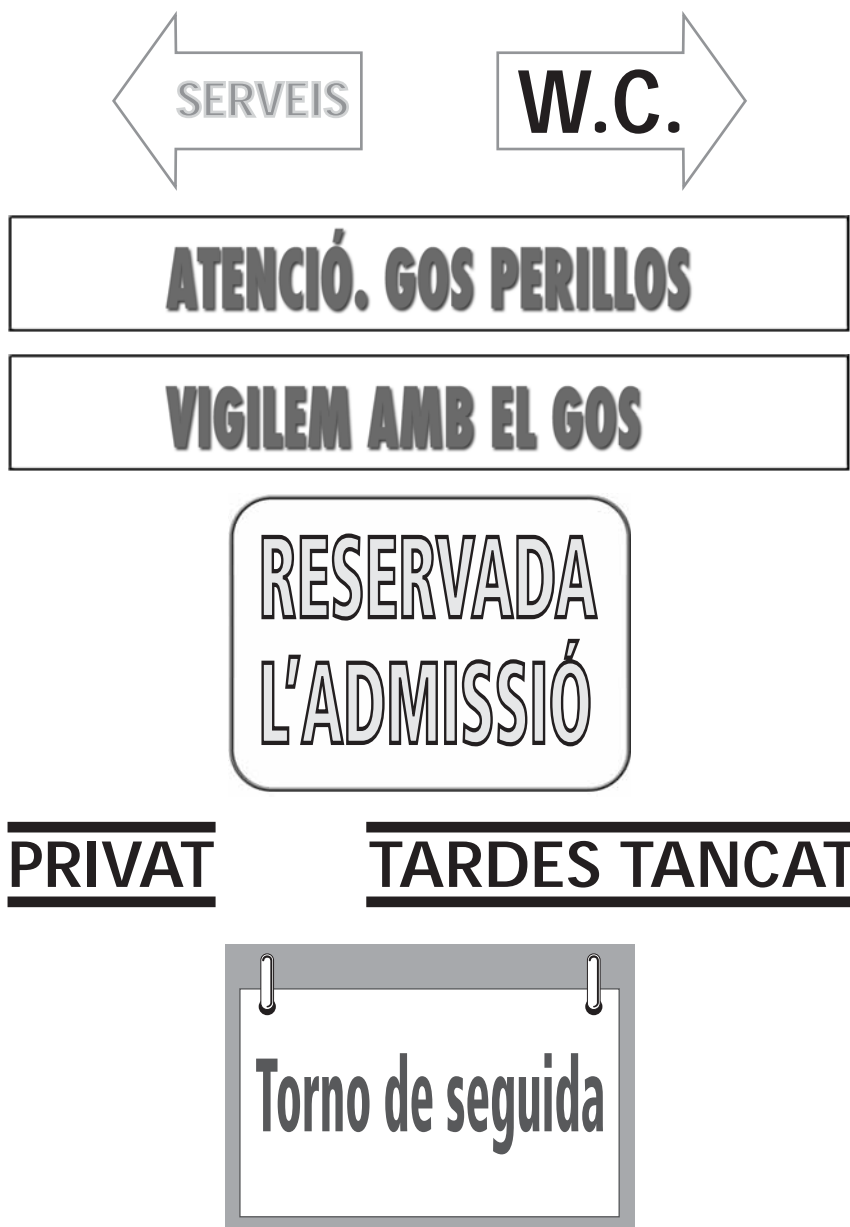 SERVEIS
W.C.
ATENCIÓ. GOS PERILLOS
VIGILEM AMB EL GOS
RESERVADA
L'ADMISSIÓ
PRIVAT
TARDES TANCAT
Torno de seguida